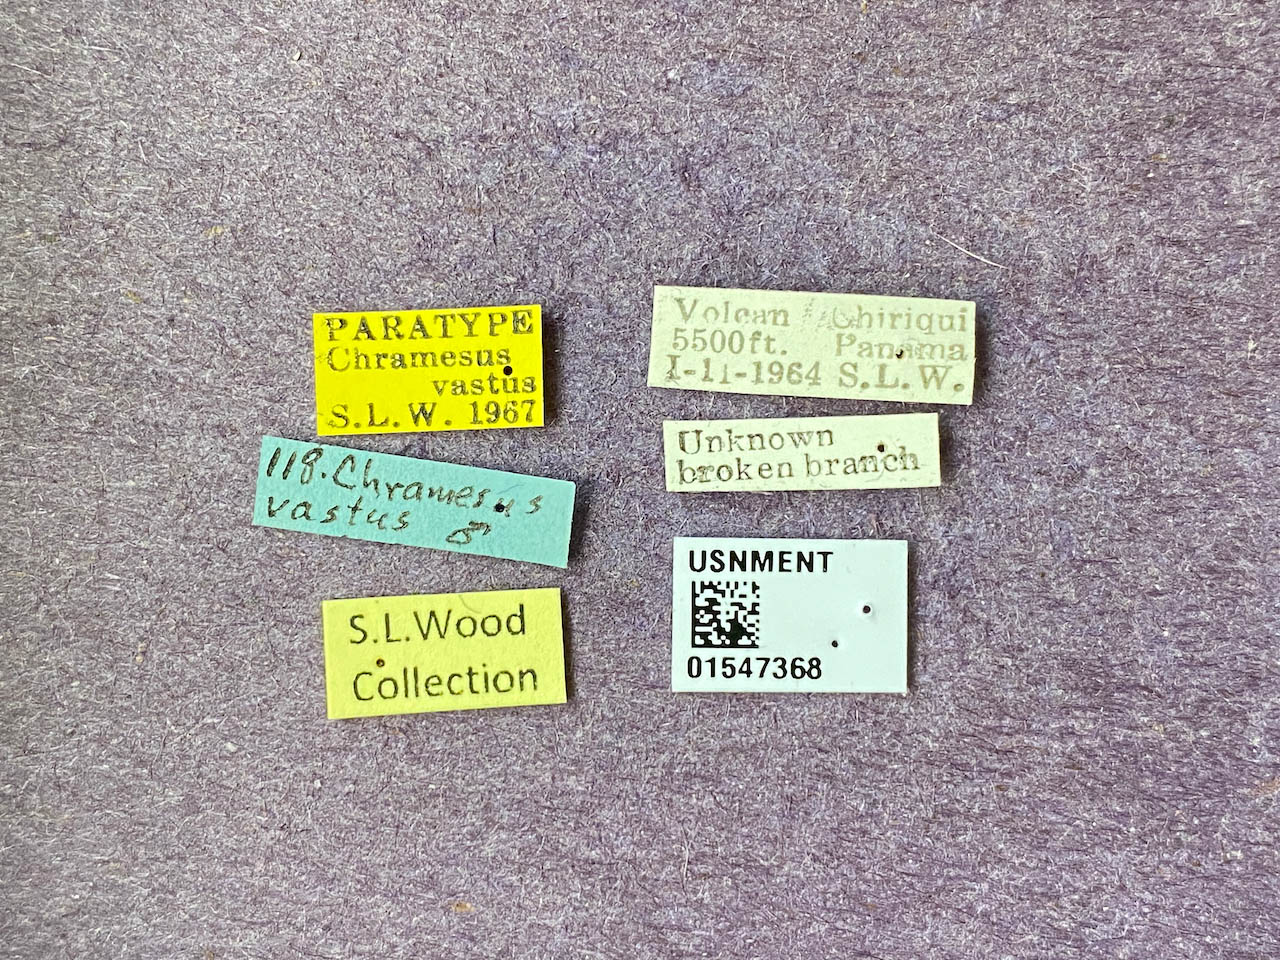 PARATYPE
Chramesus
vastus
S.L.W. 1967
118. Chramesus
vastus ♂
S.L.Wood
Collection
Volcan Chiriqui
5500ft. Panama
I-11-1964 S.L.W.
Unknown
broken branch
USNMENT
01547368